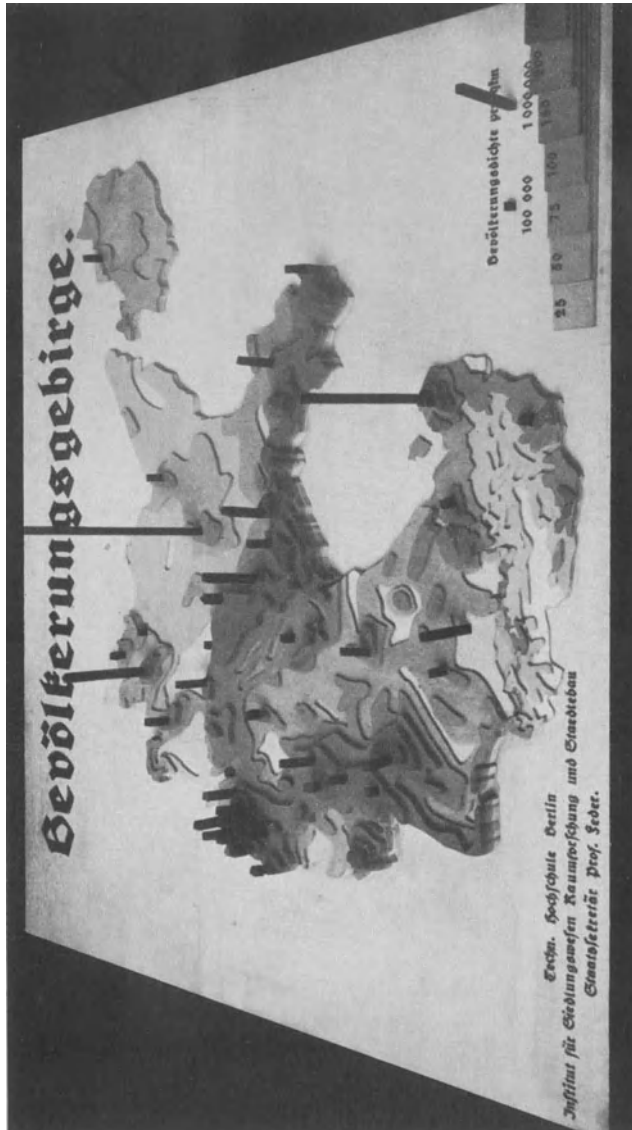 Bevölkerungsgebirge.
Bevölkerungsdichte pro qkm
100 000 1 000 000
25 50 75 100 150 200
Techn. Hochschule Berlin
Institut für Siedlungswesen Raumforschung und Staedtebau
Staatssekretär Prof. Feder.